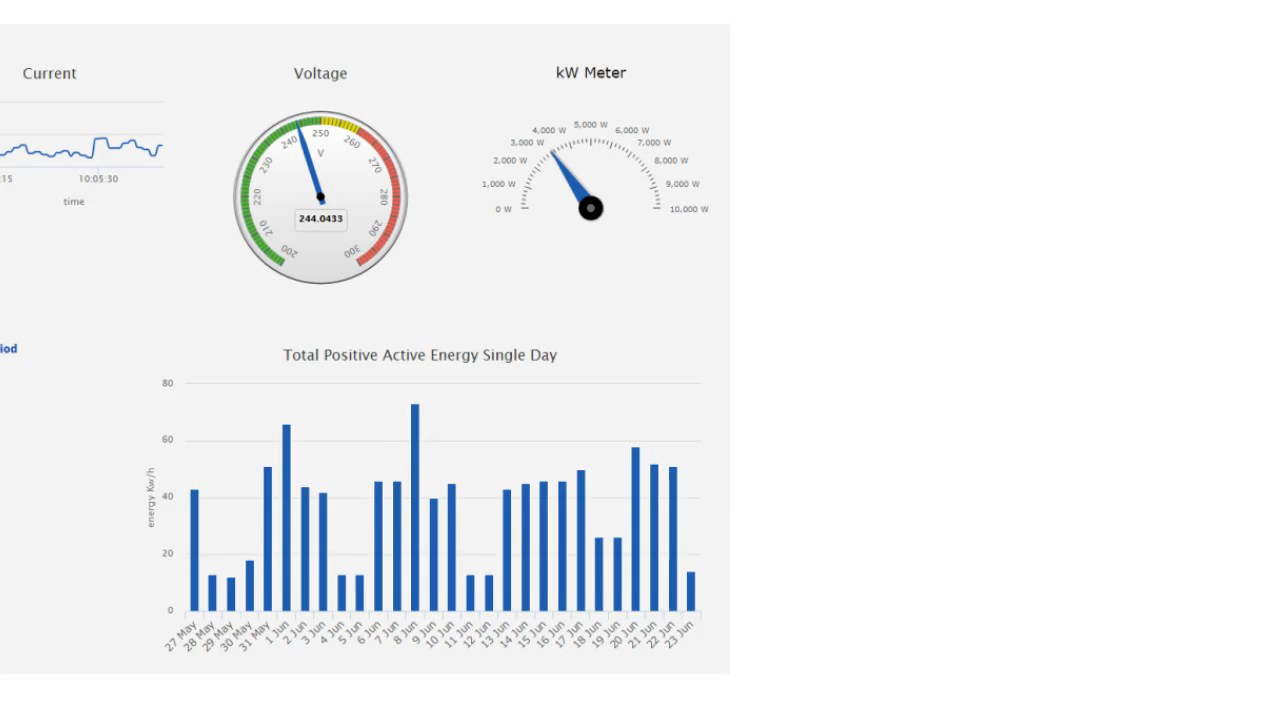 Current
:15
10:05:30
time
Voltage
200
210
220
230
240
250
260
270
280
290
300
V
244.0433
kW Meter
0 W
1,000 W
2,000 W
3,000 W
4,000 W
5,000 W
6,000 W
7,000 W
8,000 W
9,000 W
10,000 W
iod
Total Positive Active Energy Single Day
energy Kw/h
80
60
40
20
0
27 May
28 May
29 May
30 May
31 May
1 Jun
2 Jun
3 Jun
4 Jun
5 Jun
6 Jun
7 Jun
8 Jun
9 Jun
10 Jun
11 Jun
12 Jun
13 Jun
14 Jun
15 Jun
16 Jun
17 Jun
18 Jun
19 Jun
20 Jun
21 Jun
22 Jun
23 Jun